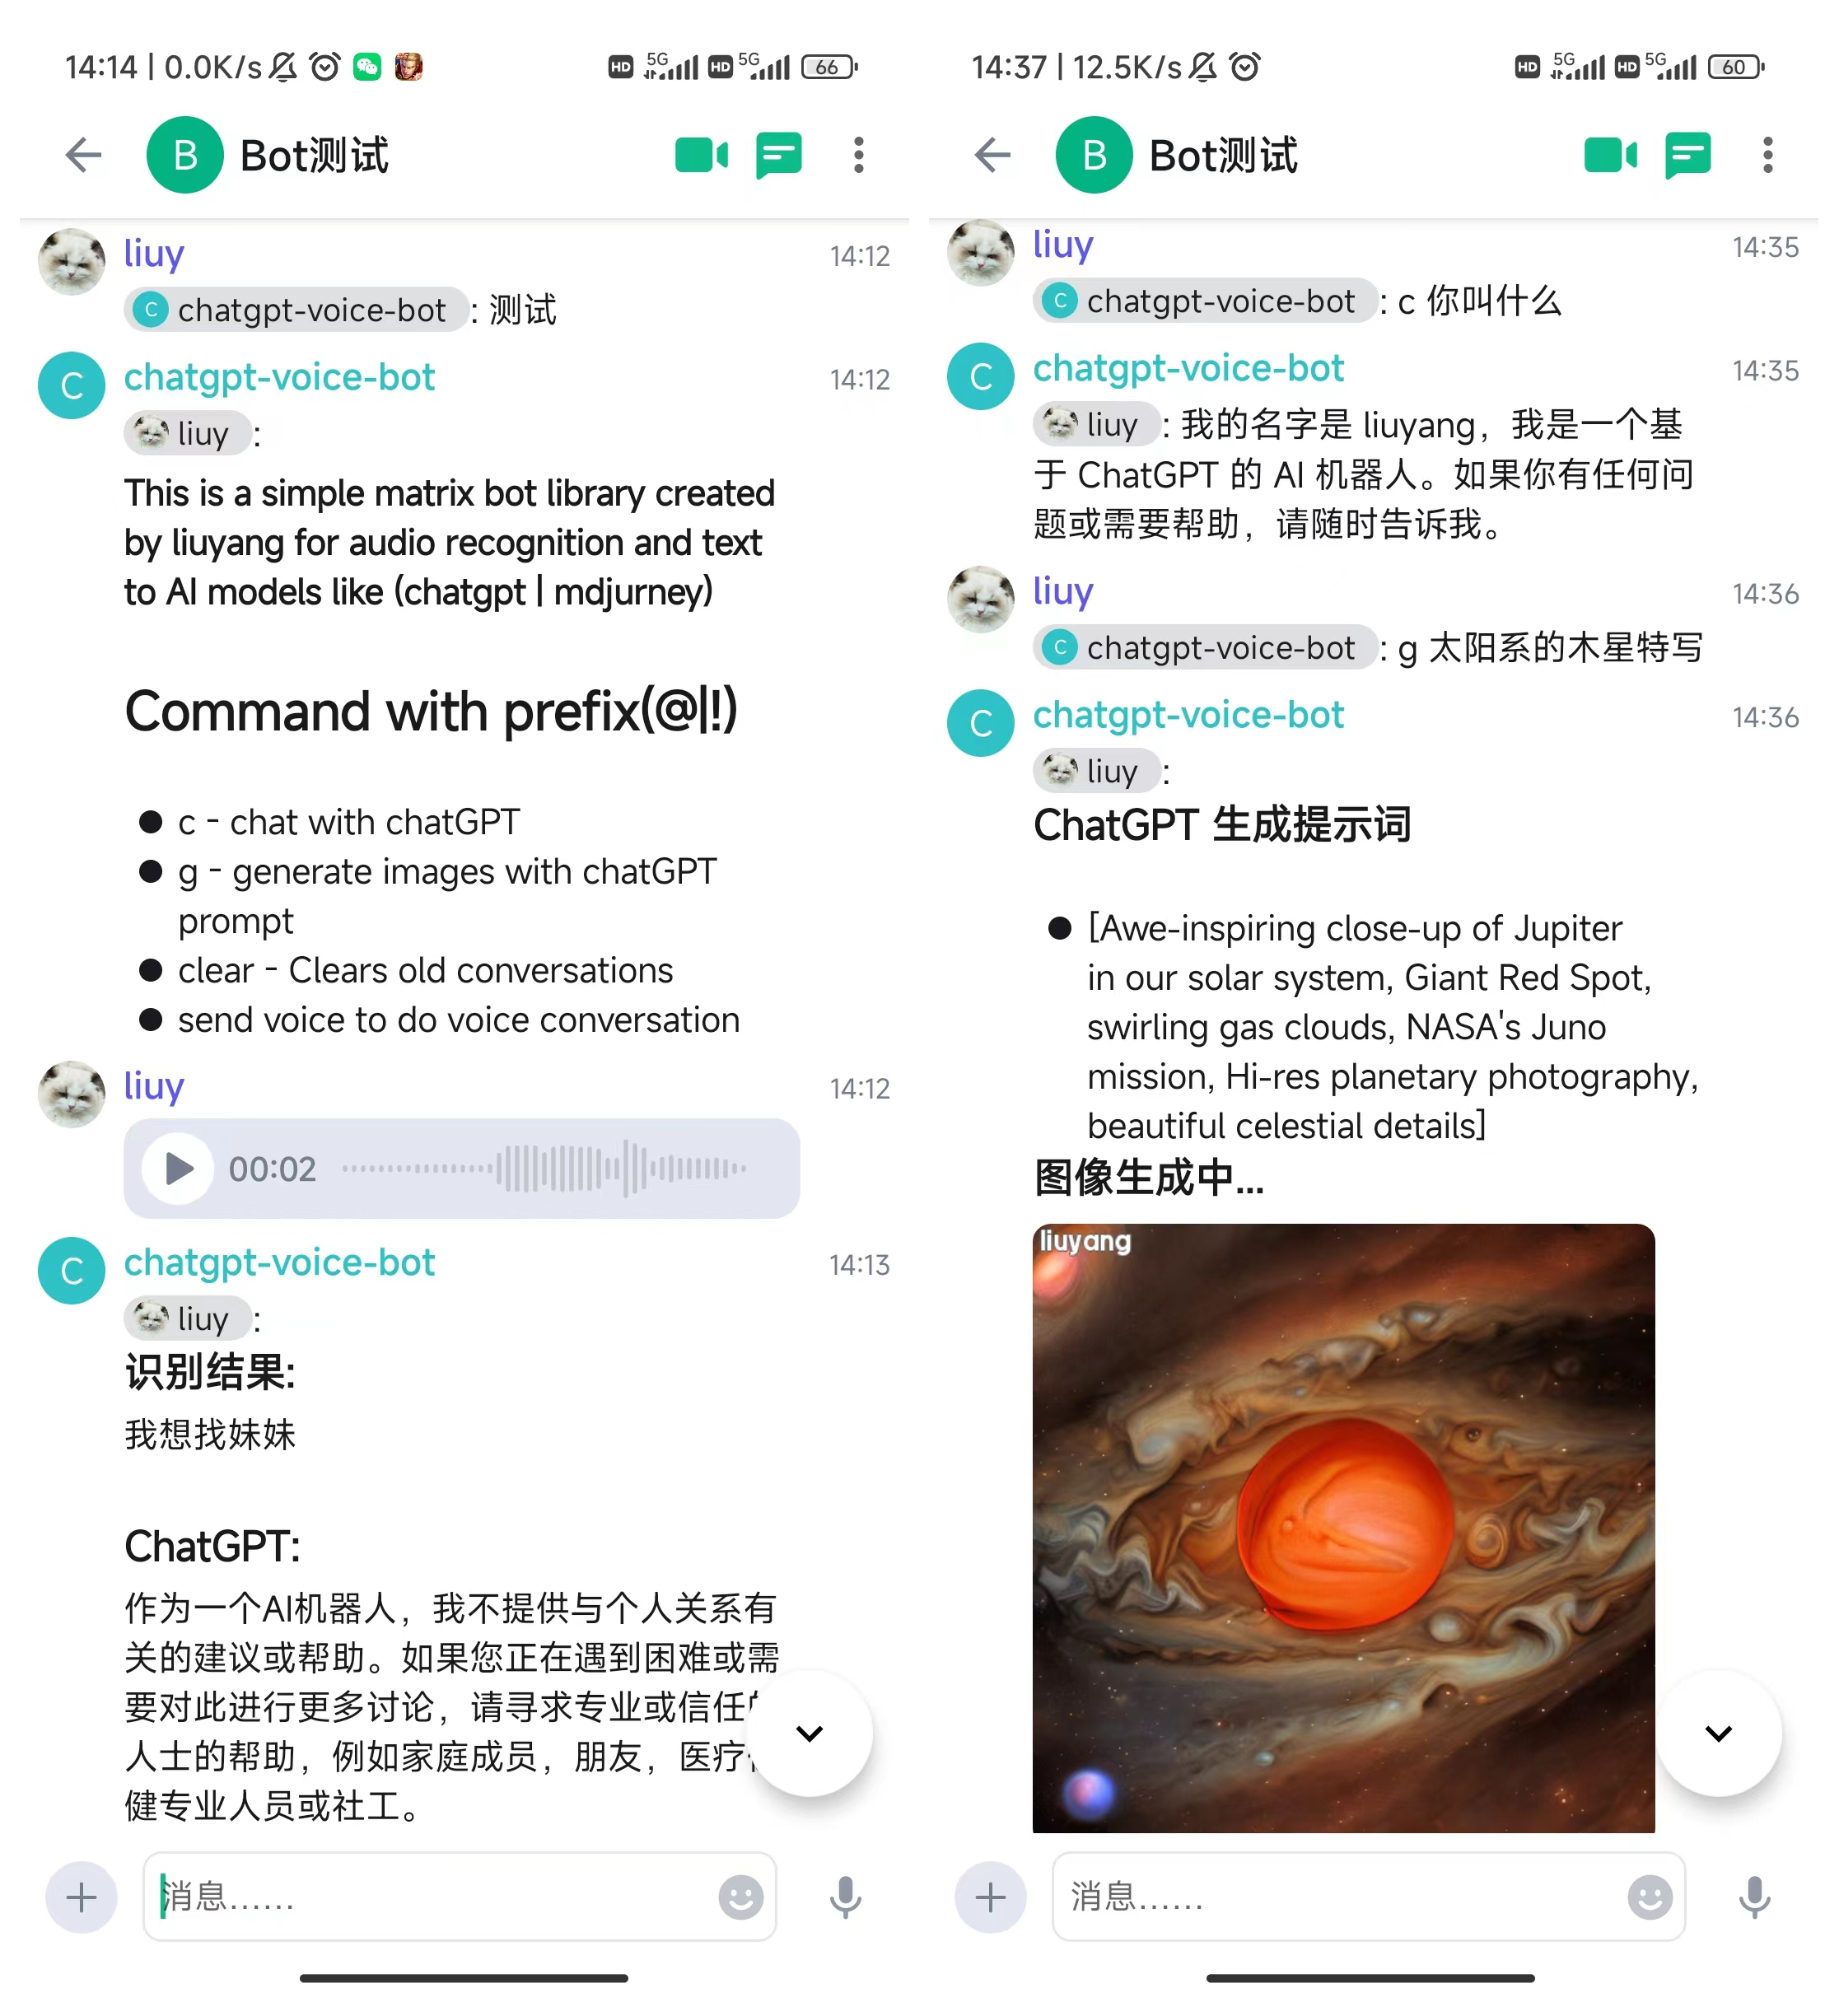 14:14 | 0.0K/s
HD 5G HD 5G 66
B Bot测试
liuy 14:12
C chatgpt-voice-bot : 测试
C chatgpt-voice-bot 14:12
liuy :
This is a simple matrix bot library created
by liuyang for audio recognition and text
to AI models like (chatgpt | mdjurney)
Command with prefix(@|!)
● c - chat with chatGPT
● g - generate images with chatGPT
prompt
● clear - Clears old conversations
● send voice to do voice conversation
liuy 14:12
00:02
C chatgpt-voice-bot 14:13
liuy :
识别结果:
我想找妹妹
ChatGPT:
作为一个AI机器人，我不提供与个人关系有
关的建议或帮助。如果您正在遇到困难或需
要对此进行更多讨论，请寻求专业或信任
人士的帮助，例如家庭成员，朋友，医疗
健专业人员或社工。
消息......
14:37 | 12.5K/s
HD 5G HD 5G 60
B Bot测试
liuy 14:35
C chatgpt-voice-bot : c 你叫什么
C chatgpt-voice-bot 14:35
liuy : 我的名字是 liuyang，我是一个基
于 ChatGPT 的 AI 机器人。如果你有任何问
题或需要帮助，请随时告诉我。
liuy 14:36
C chatgpt-voice-bot : g 太阳系的木星特写
C chatgpt-voice-bot 14:36
liuy :
ChatGPT 生成提示词
● [Awe-inspiring close-up of Jupiter
in our solar system, Giant Red Spot,
swirling gas clouds, NASA's Juno
mission, Hi-res planetary photography,
beautiful celestial details]
图像生成中...
liuyang
消息......